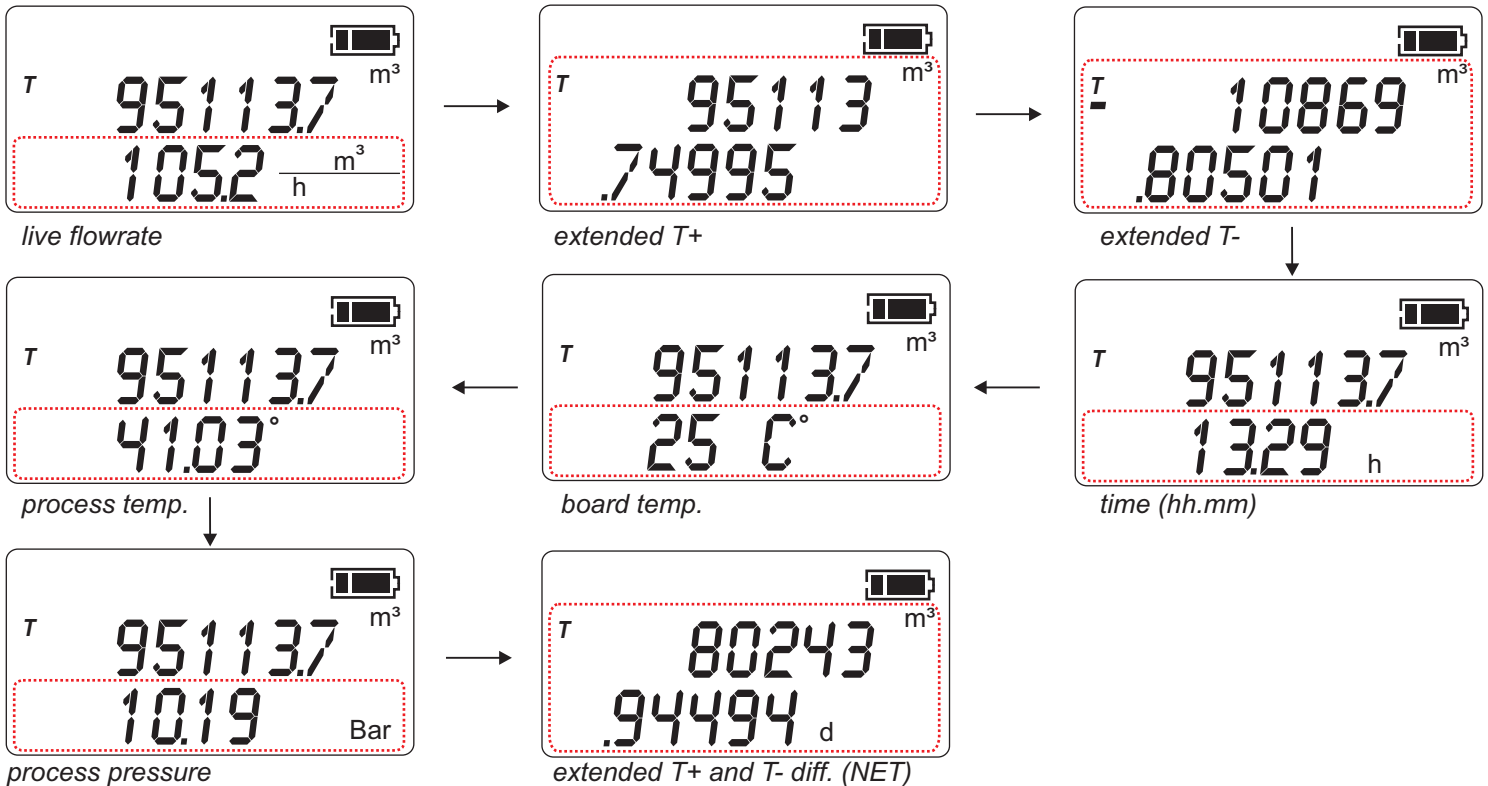 m³
T 95113.7
105.2 m³
h
live flowrate
m³
T 95113
.74995
extended T+
m³
T
- 10869
.80501
extended T-
m³
T 95113.7
41.03°
process temp.
m³
T 95113.7
25 C°
board temp.
m³
T 95113.7
13.29 h
time (hh.mm)
m³
T 95113.7
10.19 Bar
process pressure
m³
T 80243
.94494 d
extended T+ and T- diff. (NET)